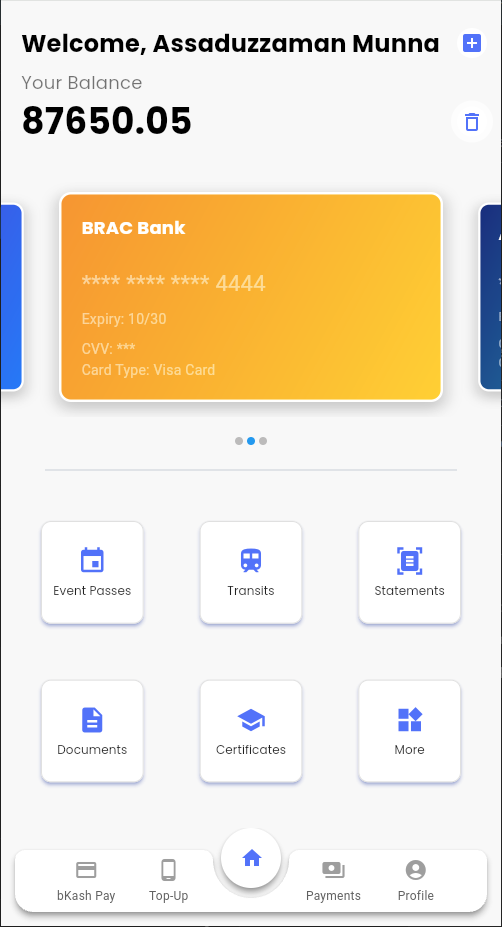 Welcome, Assaduzzaman Munna
Your Balance
87650.05
BRAC Bank
**** **** **** 4444
Expiry: 10/30
CVV: ***
Card Type: Visa Card
Event Passes
Transits
Statements
Documents
Certificates
More
bKash Pay
Top-Up
Payments
Profile